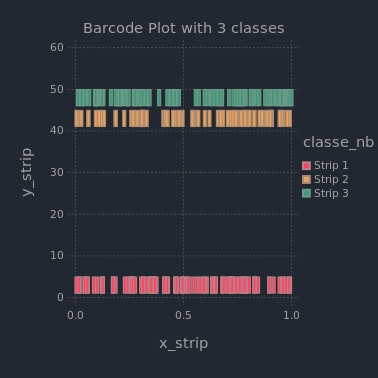 Barcode Plot with 3 classes
60
50
40
30
20
10
0
y_strip
0.0
0.5
1.0
x_strip
classe_nb
Strip 1
Strip 2
Strip 3